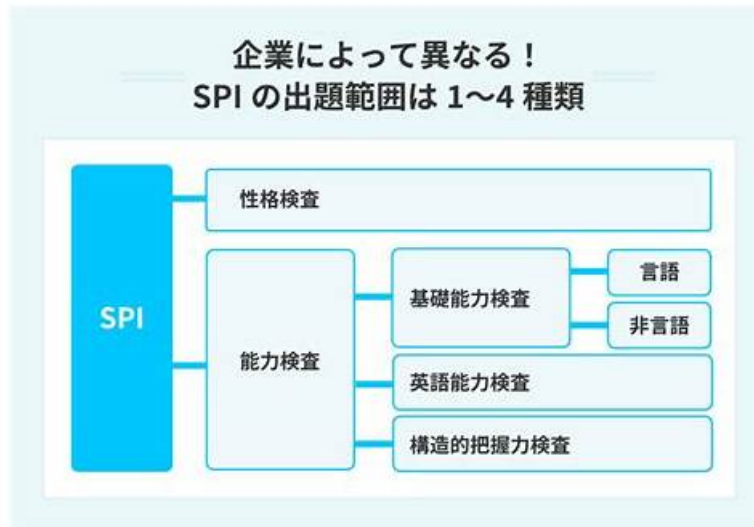 企業によって異なる！
SPI の出題範囲は 1〜4 種類
SPI
性格検査
能力検査
基礎能力検査
言語
非言語
英語能力検査
構造的把握力検査